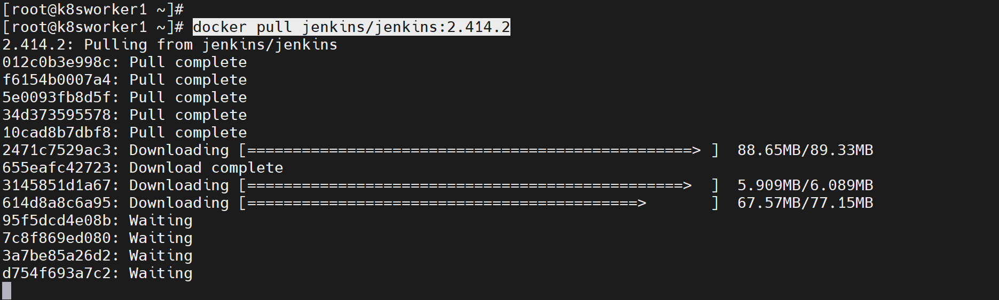 [root@k8sworker1 ~]#
[root@k8sworker1 ~]# docker pull jenkins/jenkins:2.414.2
2.414.2: Pulling from jenkins/jenkins
012c0b3e998c: Pull complete
f6154b0007a4: Pull complete
5e0093fb8d5f: Pull complete
34d373595578: Pull complete
10cad8b7dbf8: Pull complete
2471c7529ac3: Downloading [=================================================> ] 88.65MB/89.33MB
655eafc42723: Download complete
3145851d1a67: Downloading [================================================>  ] 5.909MB/6.089MB
614d8a8c6a95: Downloading [===========================================>       ] 67.57MB/77.15MB
95f5dcd4e08b: Waiting
7c8f869ed080: Waiting
3a7be85a26d2: Waiting
d754f693a7c2: Waiting